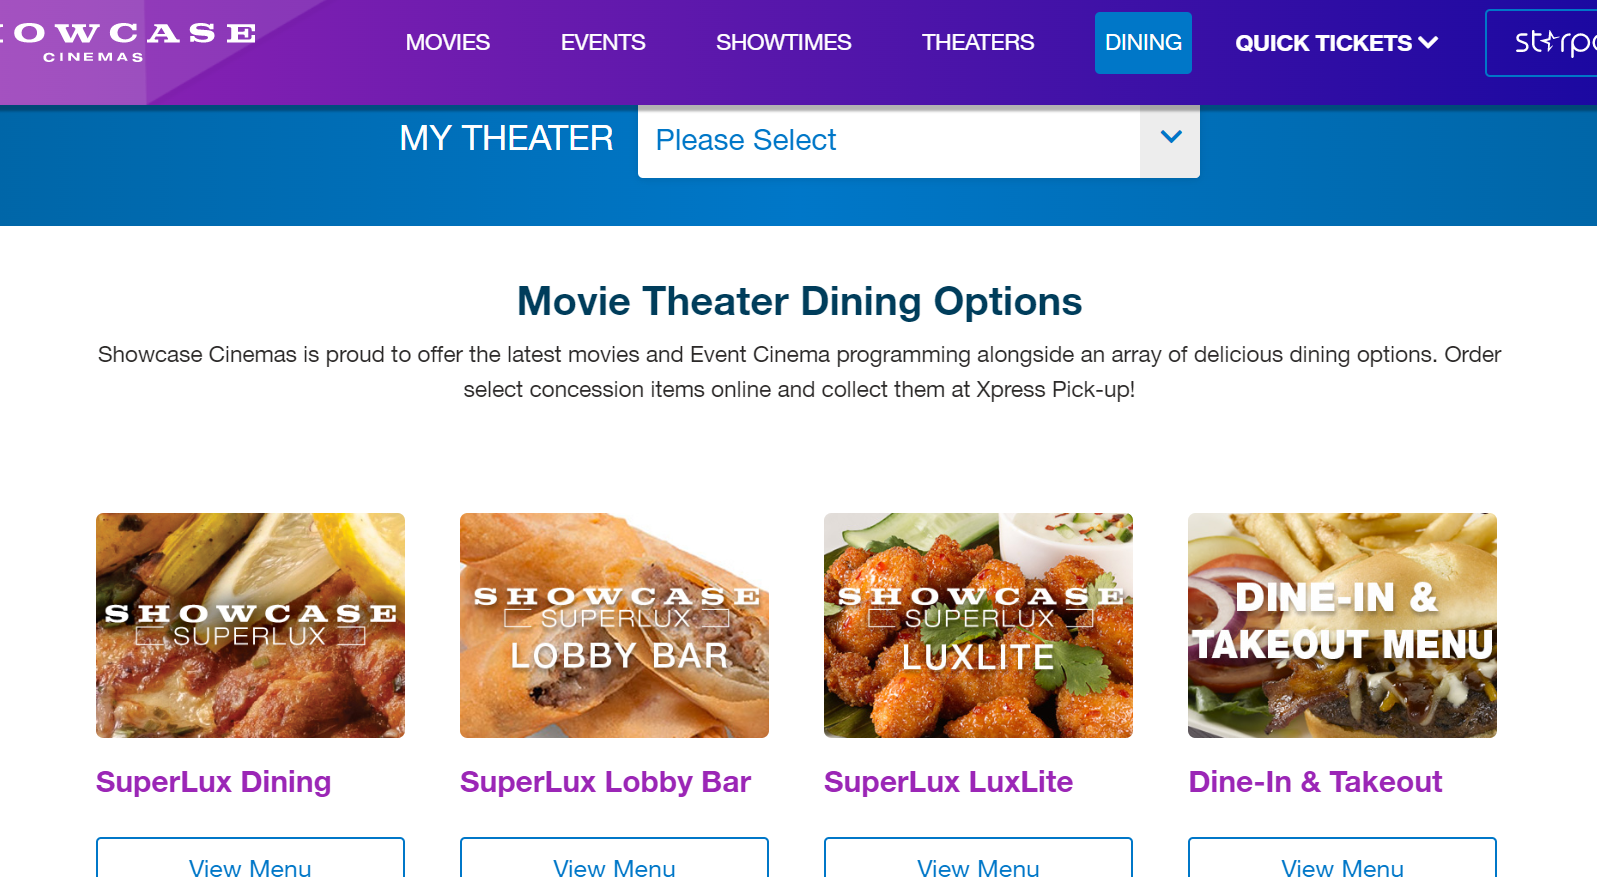 HOWCASE
CINEMAS
MOVIES
EVENTS
SHOWTIMES
THEATERS
DINING
QUICK TICKETS
MY THEATER
Please Select
Movie Theater Dining Options
Showcase Cinemas is proud to offer the latest movies and Event Cinema programming alongside an array of delicious dining options. Order
select concession items online and collect them at Xpress Pick-up!
SHOWCASE
SUPERLUX
SHOWCASE
SUPERLUX
LOBBY BAR
SHOWCASE
SUPERLUX
LUXLITE
DINE-IN &
TAKEOUT MENU
SuperLux Dining
SuperLux Lobby Bar
SuperLux LuxLite
Dine-In & Takeout
View Menu
View Menu
View Menu
View Menu